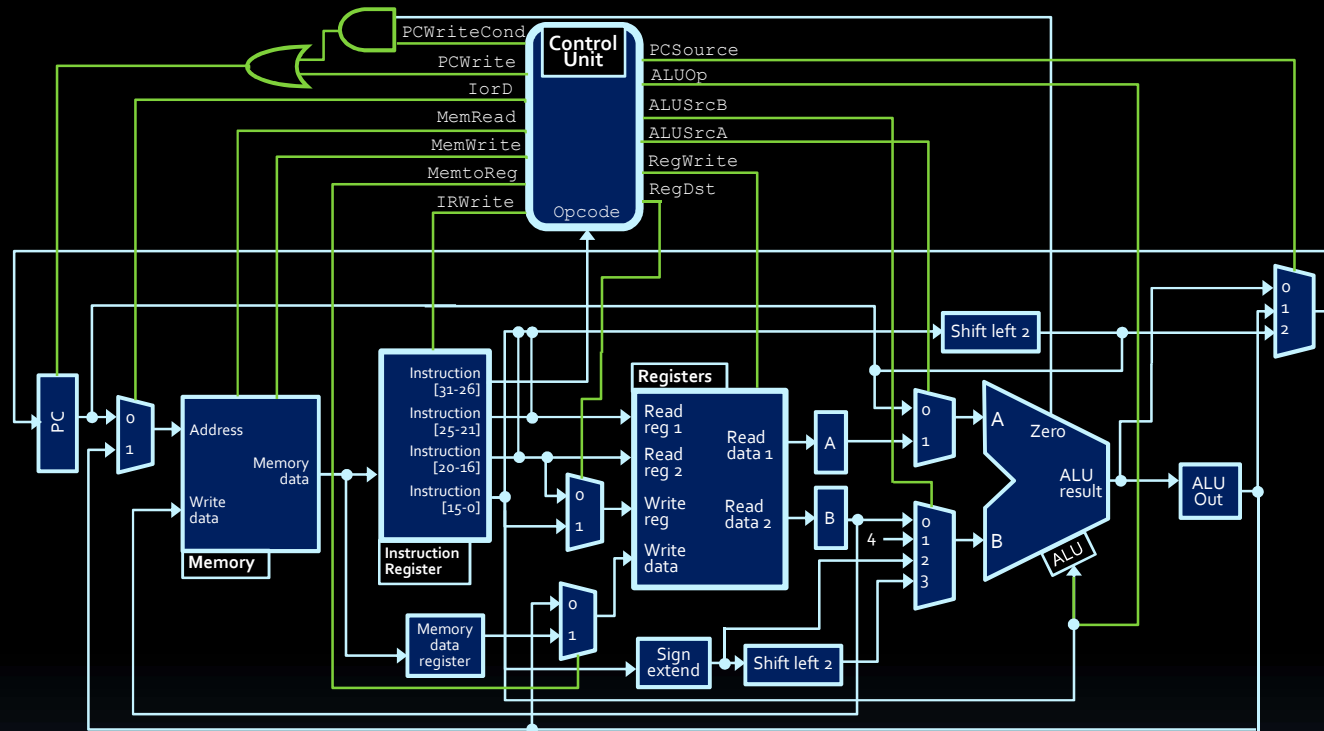 PCWriteCond
PCWrite
IorD
MemRead
MemWrite
MemtoReg
IRWrite
Control
Unit
Opcode
PCSource
ALUOp
ALUSrcB
ALUSrcA
RegWrite
RegDst
0
1
2
Shift left 2
PC
0
1
Address
Memory
data
Write
data
Memory
Instruction
[31-26]
Instruction
[25-21]
Instruction
[20-16]
Instruction
[15-0]
Instruction
Register
0
1
Registers
Read
reg 1
Read
reg 2
Write
reg
Write
data
Read
data 1
Read
data 2
A
B
0
1
4
0
1
2
3
A
B
Zero
ALU
result
ALU
ALU
Out
Memory
data
register
0
1
Sign
extend
Shift left 2